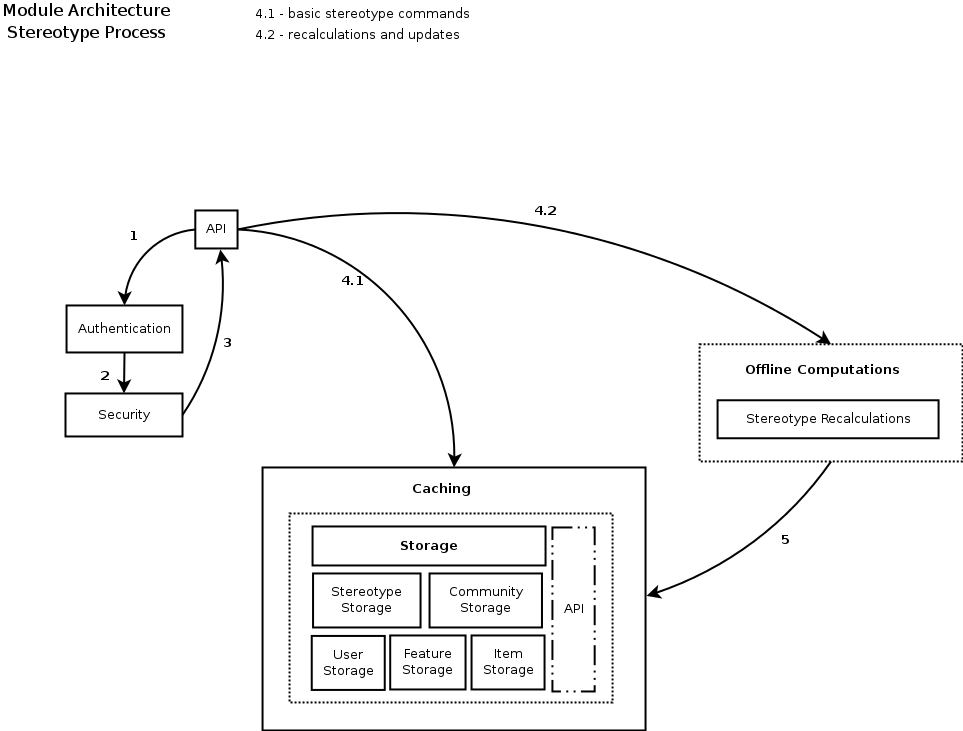 Module Architecture
Stereotype Process
4.1 - basic stereotype commands
4.2 - recalculations and updates
4.2
1
API
4.1
Authentication
3
2
Offline Computations
Security
Stereotype Recalculations
Caching
5
Storage
Stereotype
Storage
Community
Storage
API
User
Storage
Feature
Storage
Item
Storage